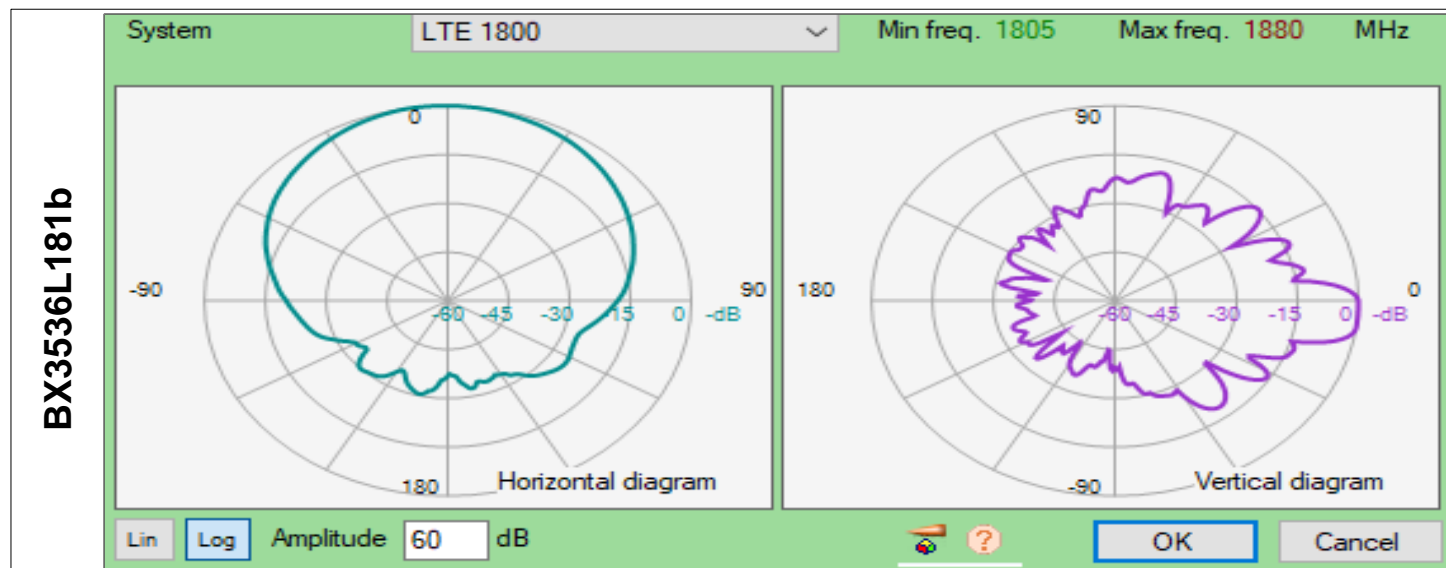 BX3536L181b
System LTE 1800 Min freq. 1805 Max freq. 1880 MHz
0
-90 90
-60 -45 -30 -15 0 -dB
180
Horizontal diagram
90
180 0
-60 -45 -30 -15 0 -dB
-90
Vertical diagram
Lin Log Amplitude 60 dB ? OK Cancel